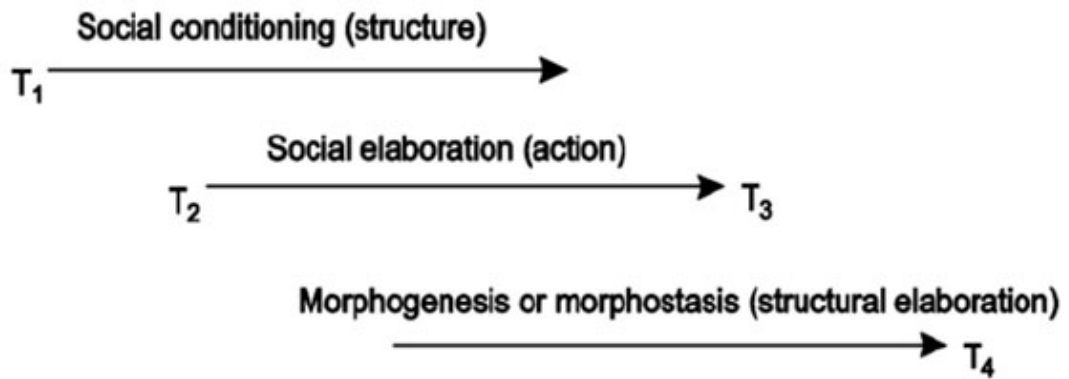 Social conditioning (structure)
T₁
Social elaboration (action)
T₂
T₃
Morphogenesis or morphostasis (structural elaboration)
T₄